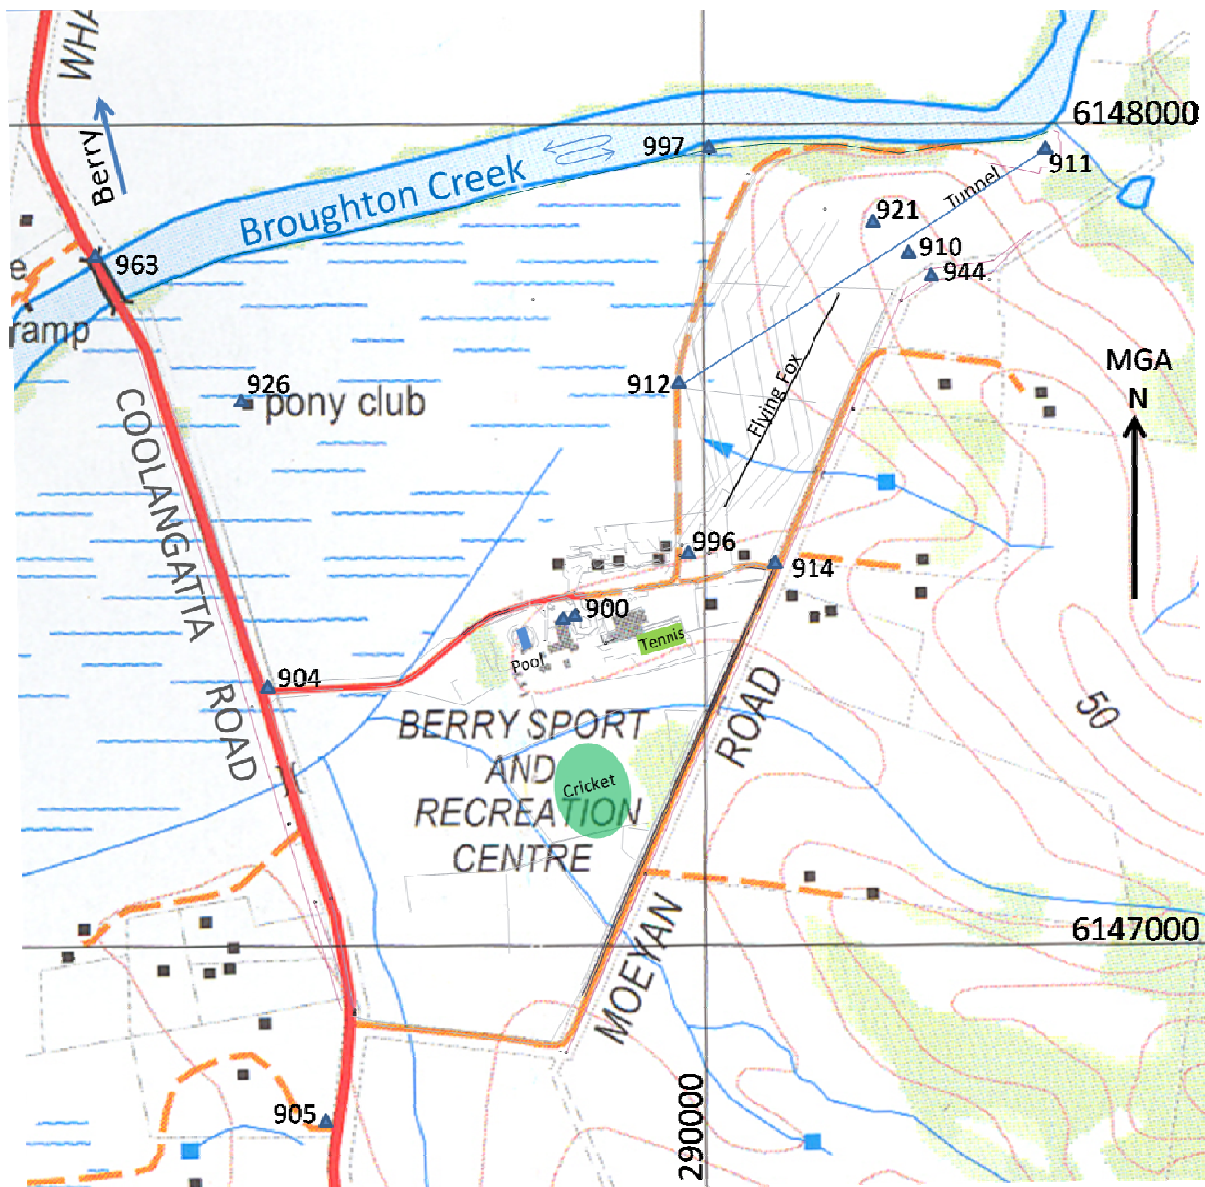 WHA
6148000
Berry
997
911
Broughton Creek
Tunnel
921
910
963
944
e
ramp
MGA
N
926
pony club
912
Flying Fox
COOLANGATTA
ROAD
996
914
900
Tennis
Pool
904
BERRY SPORT
AND
RECREATION
CENTRE
Cricket
MOEYAN
ROAD
50
6147000
290000
905